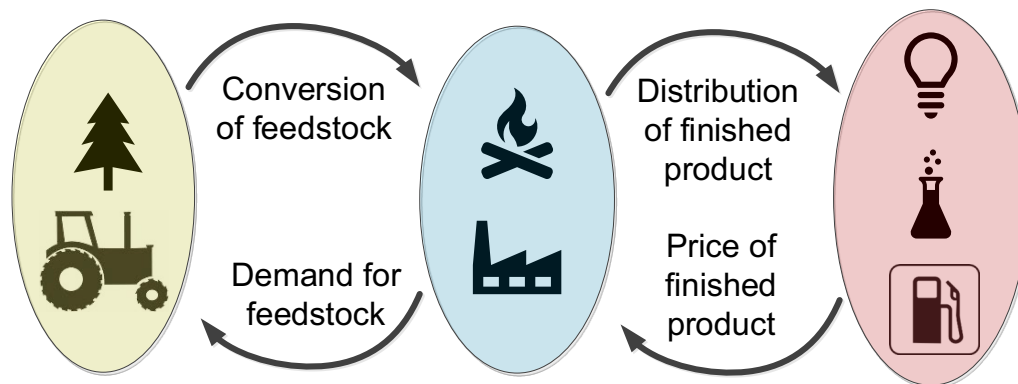 Conversion
of feedstock
Demand for
feedstock
Distribution
of finished
product
Price of
finished
product